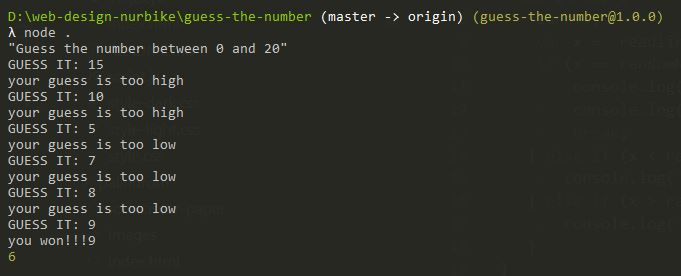 D:\web-design-nurbike\guess-the-number (master -> origin) (guess-the-number@1.0.0)
λ node .
"Guess the number between 0 and 20"
GUESS IT: 15
your guess is too high
GUESS IT: 10
your guess is too high
GUESS IT: 5
your guess is too low
GUESS IT: 7
your guess is too low
GUESS IT: 8
your guess is too low
GUESS IT: 9
you won!!!9
6